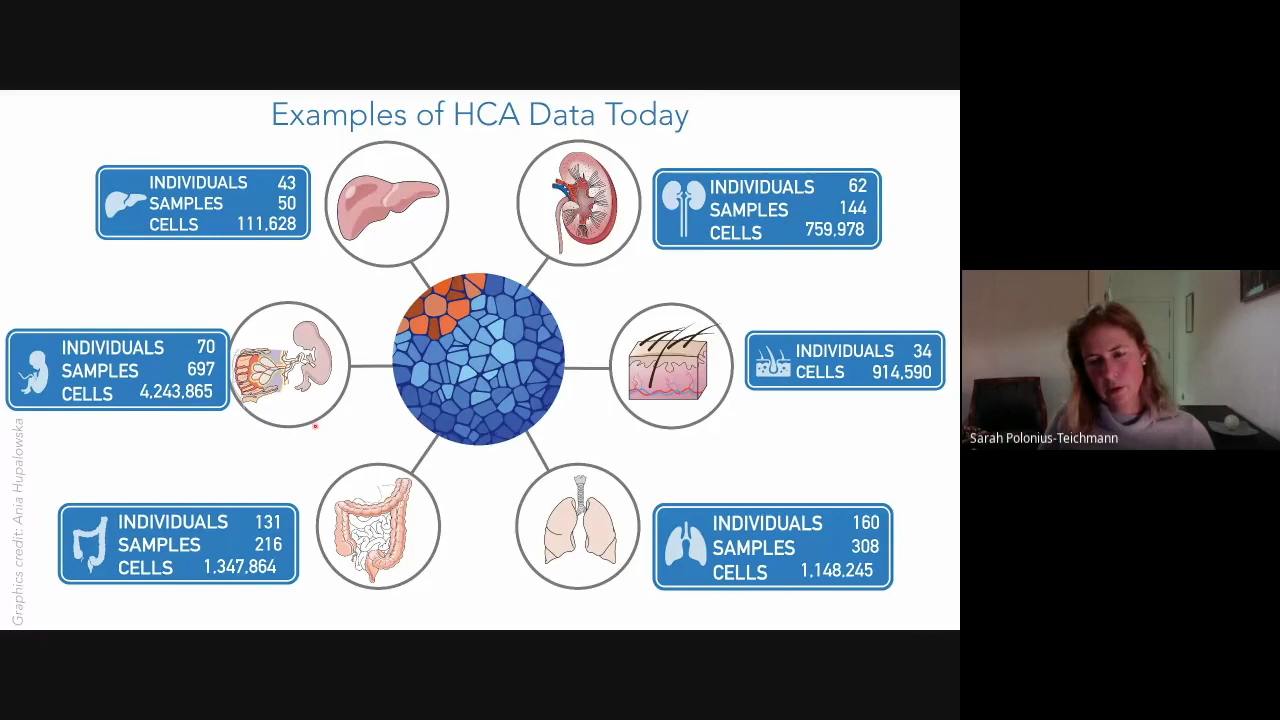 Examples of HCA Data Today
INDIVIDUALS 43
SAMPLES 50
CELLS 111,628
INDIVIDUALS 62
SAMPLES 144
CELLS 759,978
INDIVIDUALS 70
SAMPLES 697
CELLS 4,243,865
INDIVIDUALS 34
CELLS 914,590
INDIVIDUALS 131
SAMPLES 216
CELLS 1,347,864
INDIVIDUALS 160
SAMPLES 308
CELLS 1,148,245
Graphics credit: Ania Hupalowska
Sarah Polonius-Teichmann